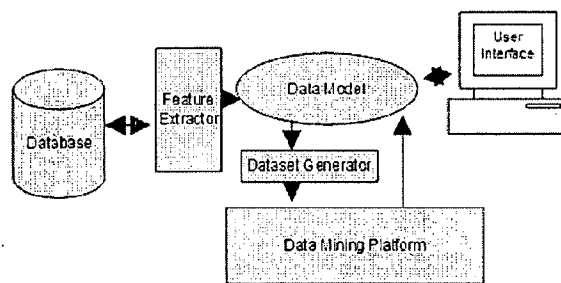 User
Interface
Feature
Extractor
Data Model
Database
Dataset Generator
Data Mining Platform